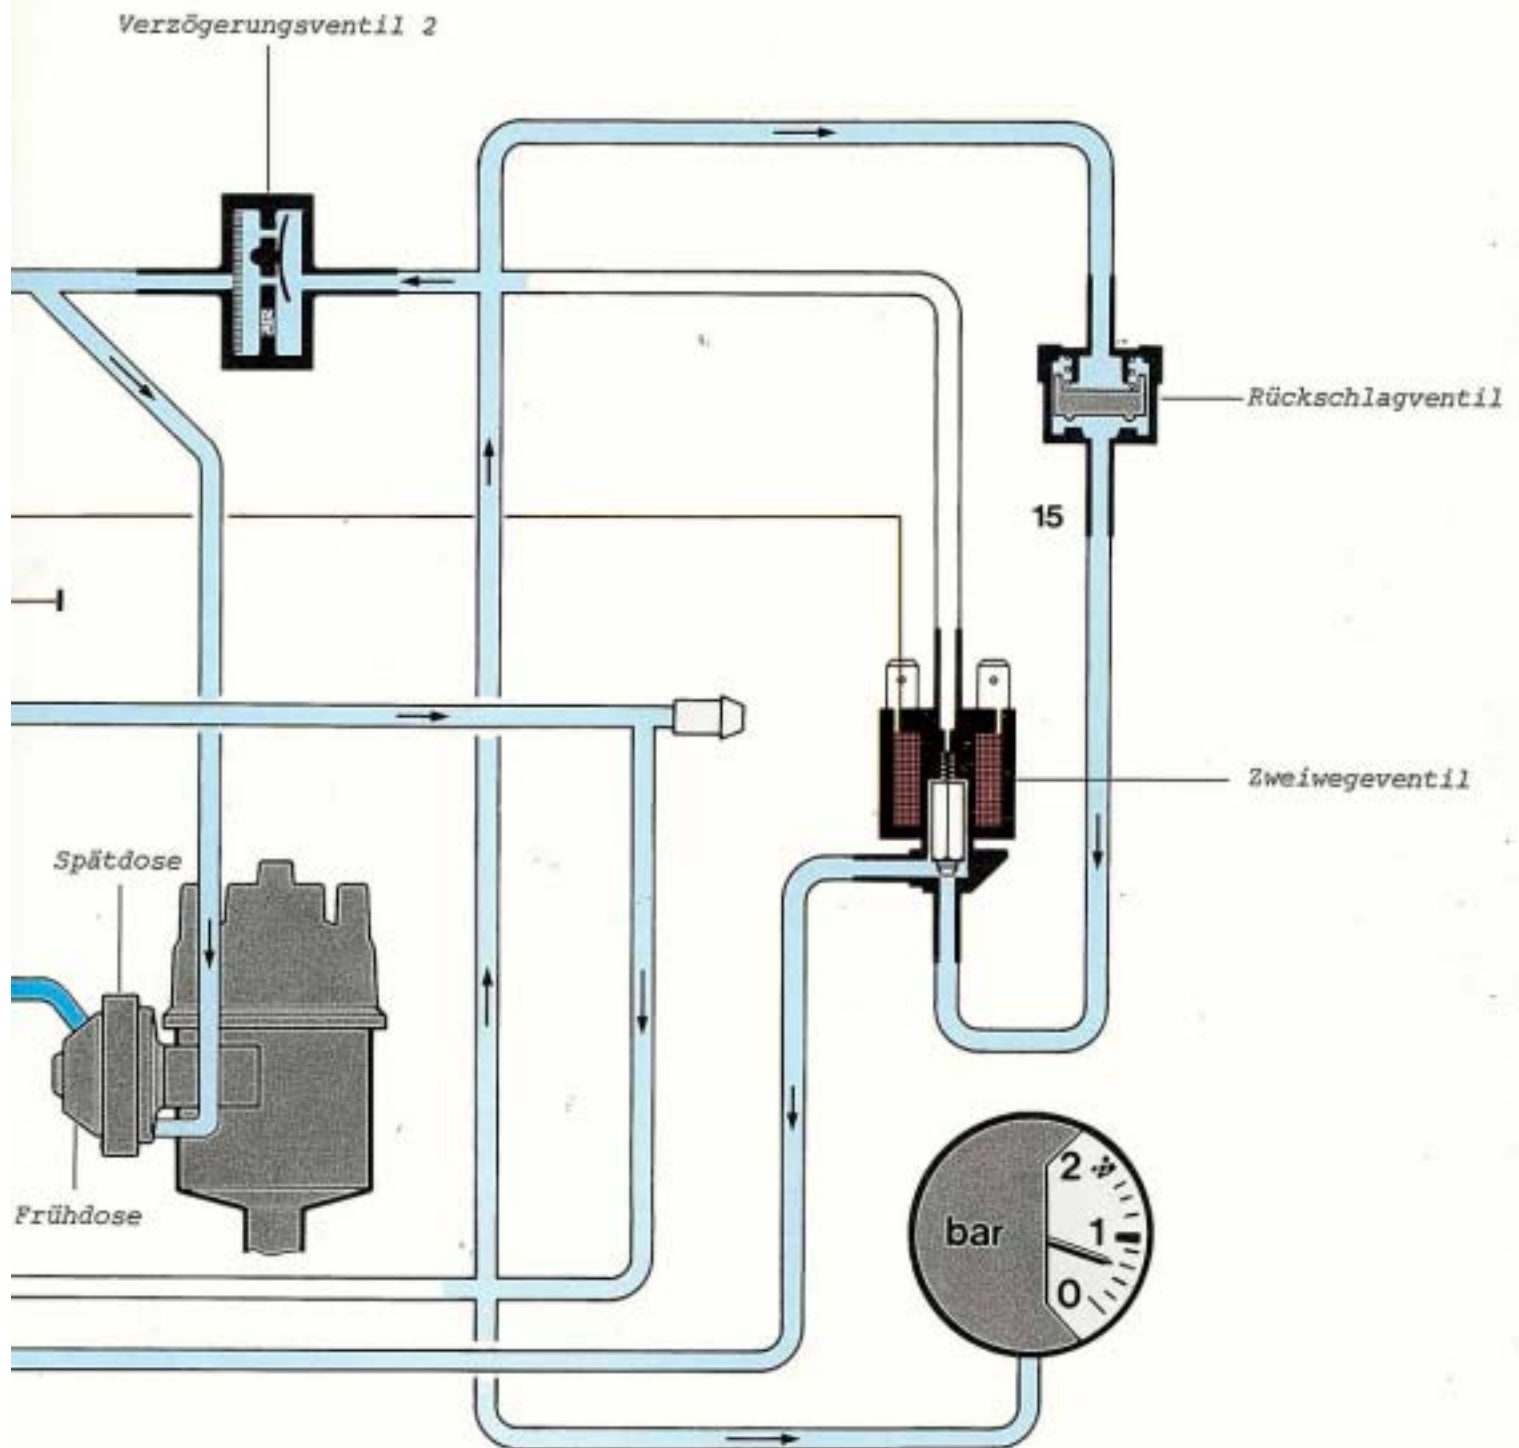 Verzögerungsventil 2
Rückschlagventil
15
Zweiwegeventil
Spätdose
Frühdose
bar
2
1
0